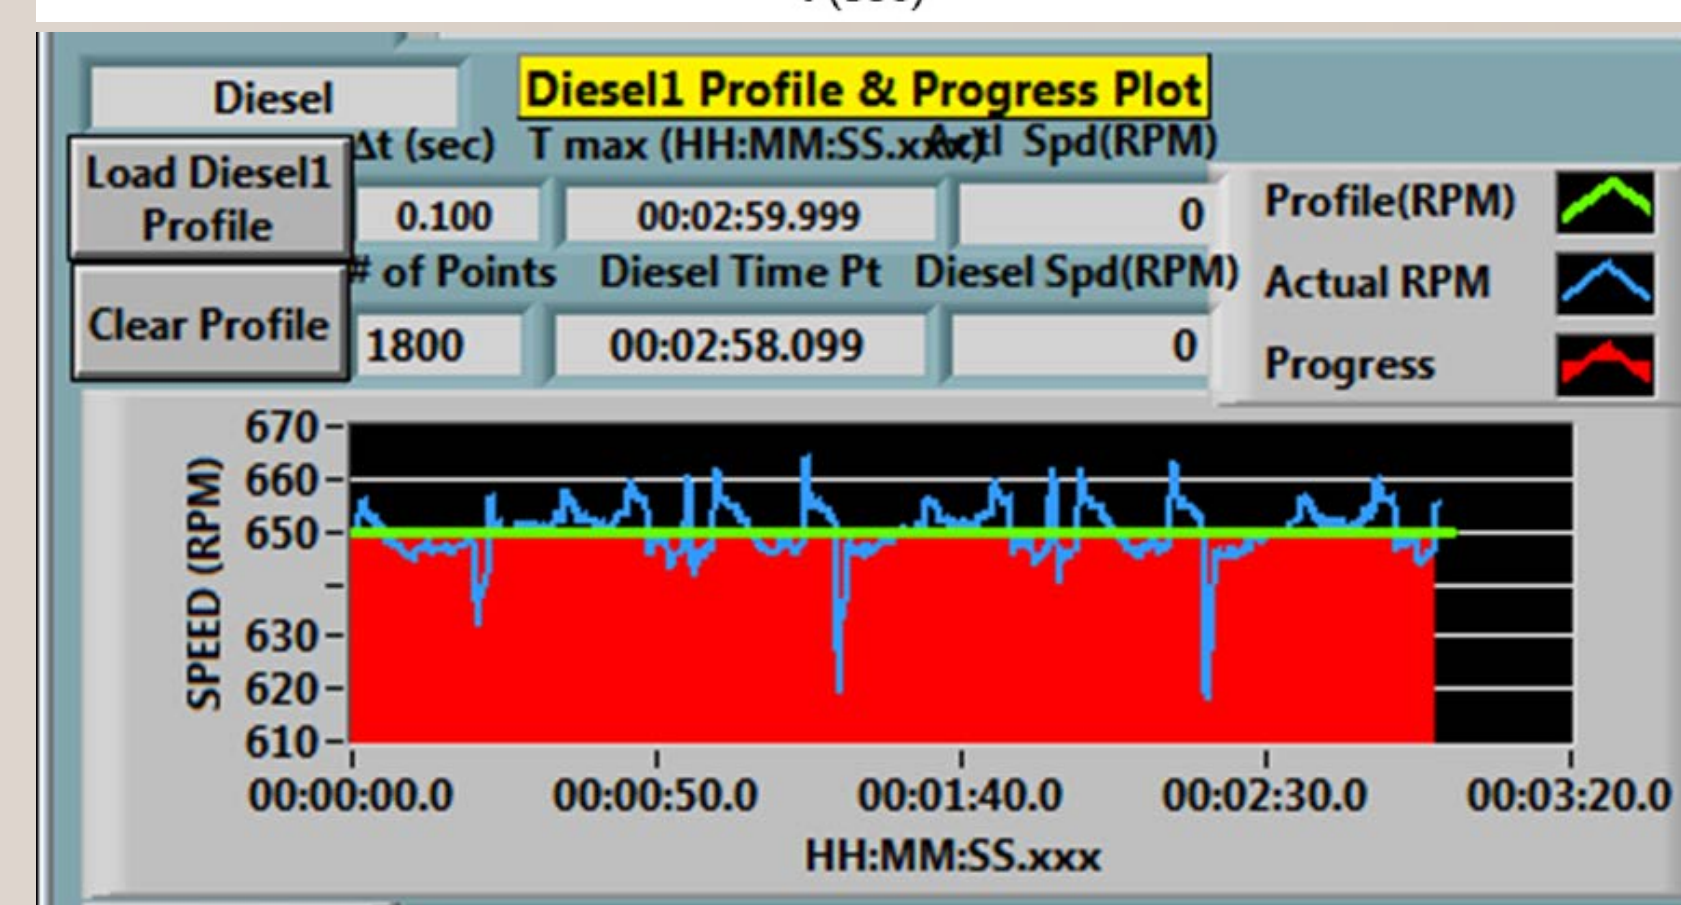 Diesel
Diesel1 Profile & Progress Plot
Load Diesel1
Profile
Δt (sec)
T max (HH:MM:SS.xxx)
Actl Spd(RPM)
0.100
00:02:59.999
0
Clear Profile
# of Points
Diesel Time Pt
Diesel Spd(RPM)
1800
00:02:58.099
0
Profile(RPM)
Actual RPM
Progress
SPEED (RPM)
670
660
650
630
620
610
00:00:00.0
00:00:50.0
00:01:40.0
00:02:30.0
00:03:20.0
HH:MM:SS.xxx